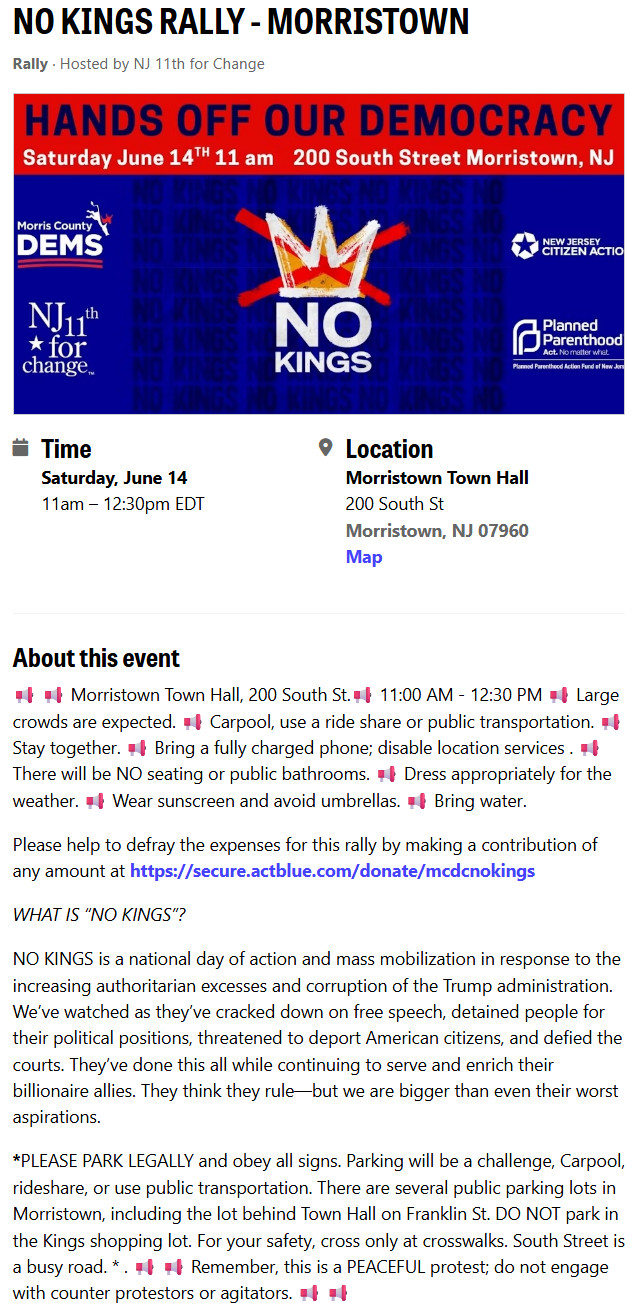 NO KINGS RALLY - MORRISTOWN
Rally · Hosted by NJ 11th for Change
HANDS OFF OUR DEMOCRACY
Saturday June 14TH 11 am 200 South Street Morristown, NJ
Morris County
DEMS
NJ11th
for
change™
NO
KINGS
NEW JERSEY
CITIZEN ACTIO
Planned
Parenthood
Act. No matter what.
Planned Parenthood Action Fund of New Jers
Time
Saturday, June 14
11am – 12:30pm EDT
Location
Morristown Town Hall
200 South St
Morristown, NJ 07960
Map
About this event
📣 📣 Morristown Town Hall, 200 South St.📣 11:00 AM - 12:30 PM 📣 Large
crowds are expected. 📣 Carpool, use a ride share or public transportation. 📣
Stay together. 📣 Bring a fully charged phone; disable location services . 📣
There will be NO seating or public bathrooms. 📣 Dress appropriately for the
weather. 📣 Wear sunscreen and avoid umbrellas. 📣 Bring water.
Please help to defray the expenses for this rally by making a contribution of
any amount at https://secure.actblue.com/donate/mcdcnokings
WHAT IS “NO KINGS”?
NO KINGS is a national day of action and mass mobilization in response to the
increasing authoritarian excesses and corruption of the Trump administration.
We’ve watched as they’ve cracked down on free speech, detained people for
their political positions, threatened to deport American citizens, and defied the
courts. They’ve done this all while continuing to serve and enrich their
billionaire allies. They think they rule—but we are bigger than even their worst
aspirations.
*PLEASE PARK LEGALLY and obey all signs. Parking will be a challenge, Carpool,
rideshare, or use public transportation. There are several public parking lots in
Morristown, including the lot behind Town Hall on Franklin St. DO NOT park in
the Kings shopping lot. For your safety, cross only at crosswalks. South Street is
a busy road. * . 📣 📣 Remember, this is a PEACEFUL protest; do not engage
with counter protestors or agitators. 📣 📣